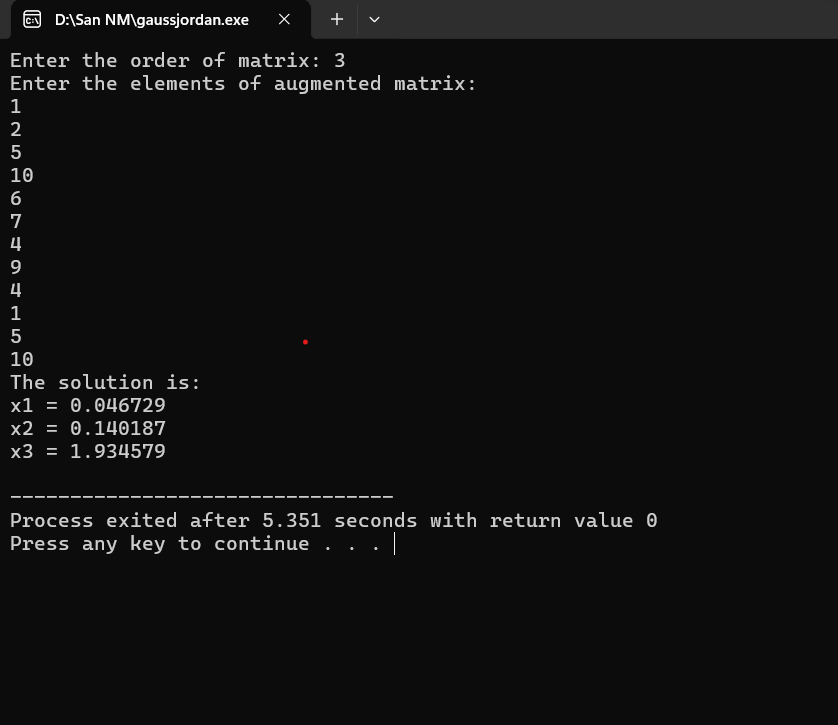 D:\San NM\gaussjordan.exe
Enter the order of matrix: 3
Enter the elements of augmented matrix:
1
2
5
10
6
7
4
9
4
1
5
10
The solution is:
x1 = 0.046729
x2 = 0.140187
x3 = 1.934579
--------------------------------
Process exited after 5.351 seconds with return value 0
Press any key to continue . . .